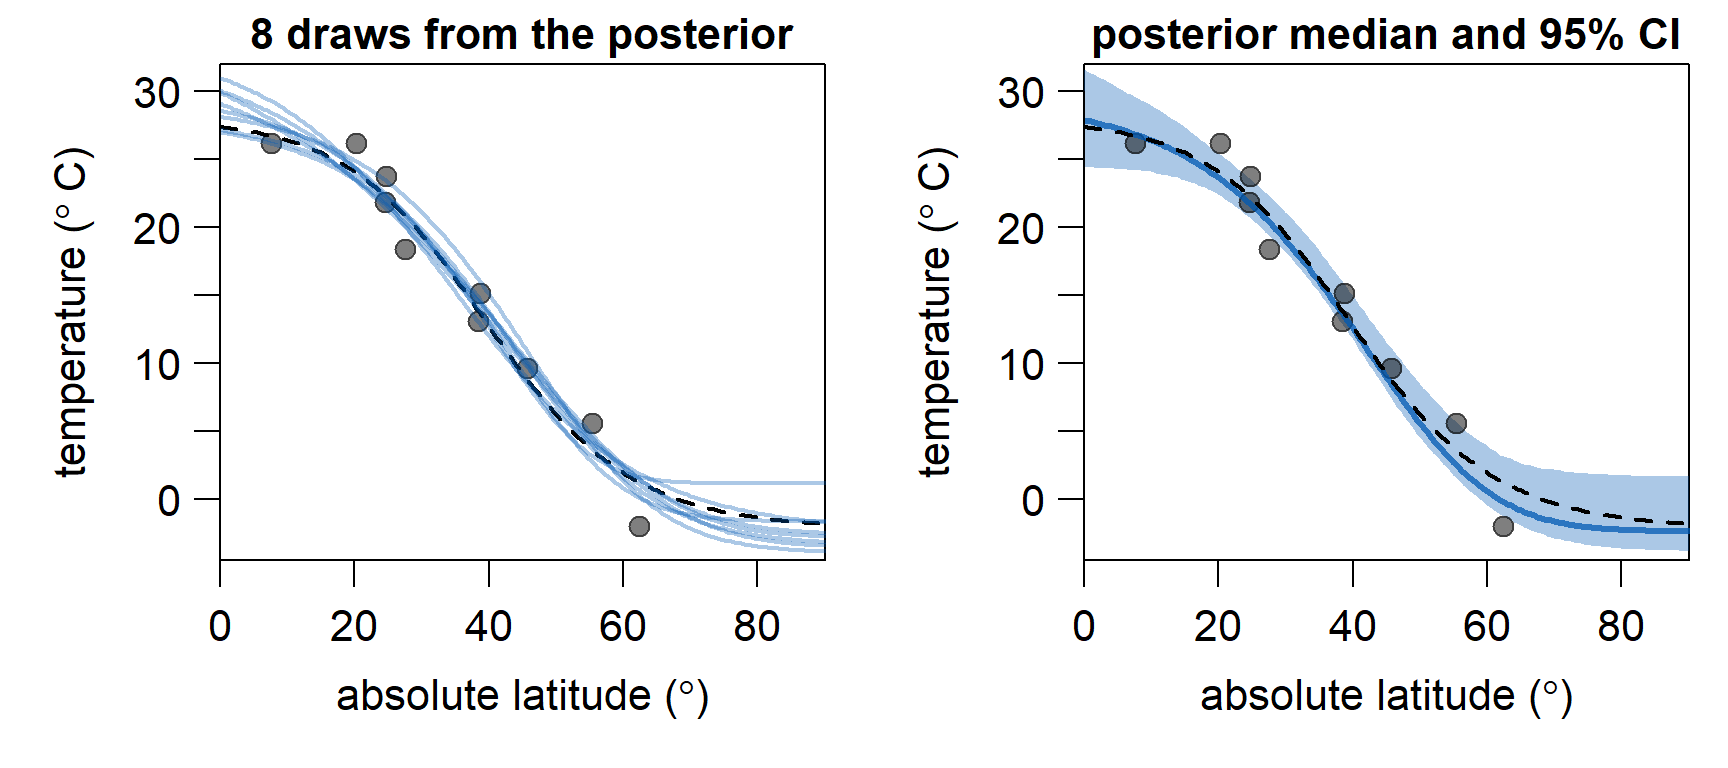 8 draws from the posterior
30
20
10
0
temperature (° C)
0 20 40 60 80
absolute latitude (°)
posterior median and 95% CI
30
20
10
0
temperature (° C)
0 20 40 60 80
absolute latitude (°)